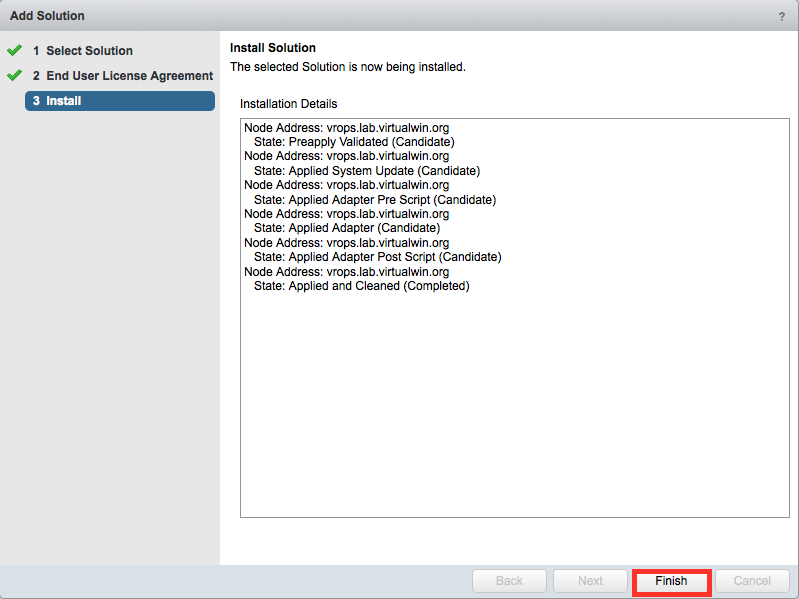 Add Solution
?
1 Select Solution
2 End User License Agreement
3 Install
Install Solution
The selected Solution is now being installed.
Installation Details
Node Address: vrops.lab.virtualwin.org
State: Preapply Validated (Candidate)
Node Address: vrops.lab.virtualwin.org
State: Applied System Update (Candidate)
Node Address: vrops.lab.virtualwin.org
State: Applied Adapter Pre Script (Candidate)
Node Address: vrops.lab.virtualwin.org
State: Applied Adapter (Candidate)
Node Address: vrops.lab.virtualwin.org
State: Applied Adapter Post Script (Candidate)
Node Address: vrops.lab.virtualwin.org
State: Applied and Cleaned (Completed)
Back Next Finish Cancel